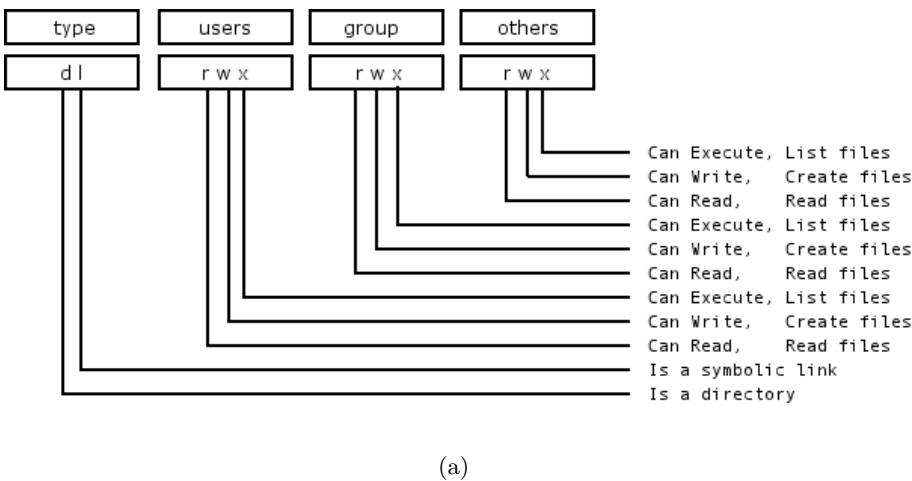 type users group others
d l r w x r w x r w x
Can Execute, List files
Can Write, Create files
Can Read, Read files
Can Execute, List files
Can Write, Create files
Can Read, Read files
Can Execute, List files
Can Write, Create files
Can Read, Read files
Is a symbolic link
Is a directory
(a)